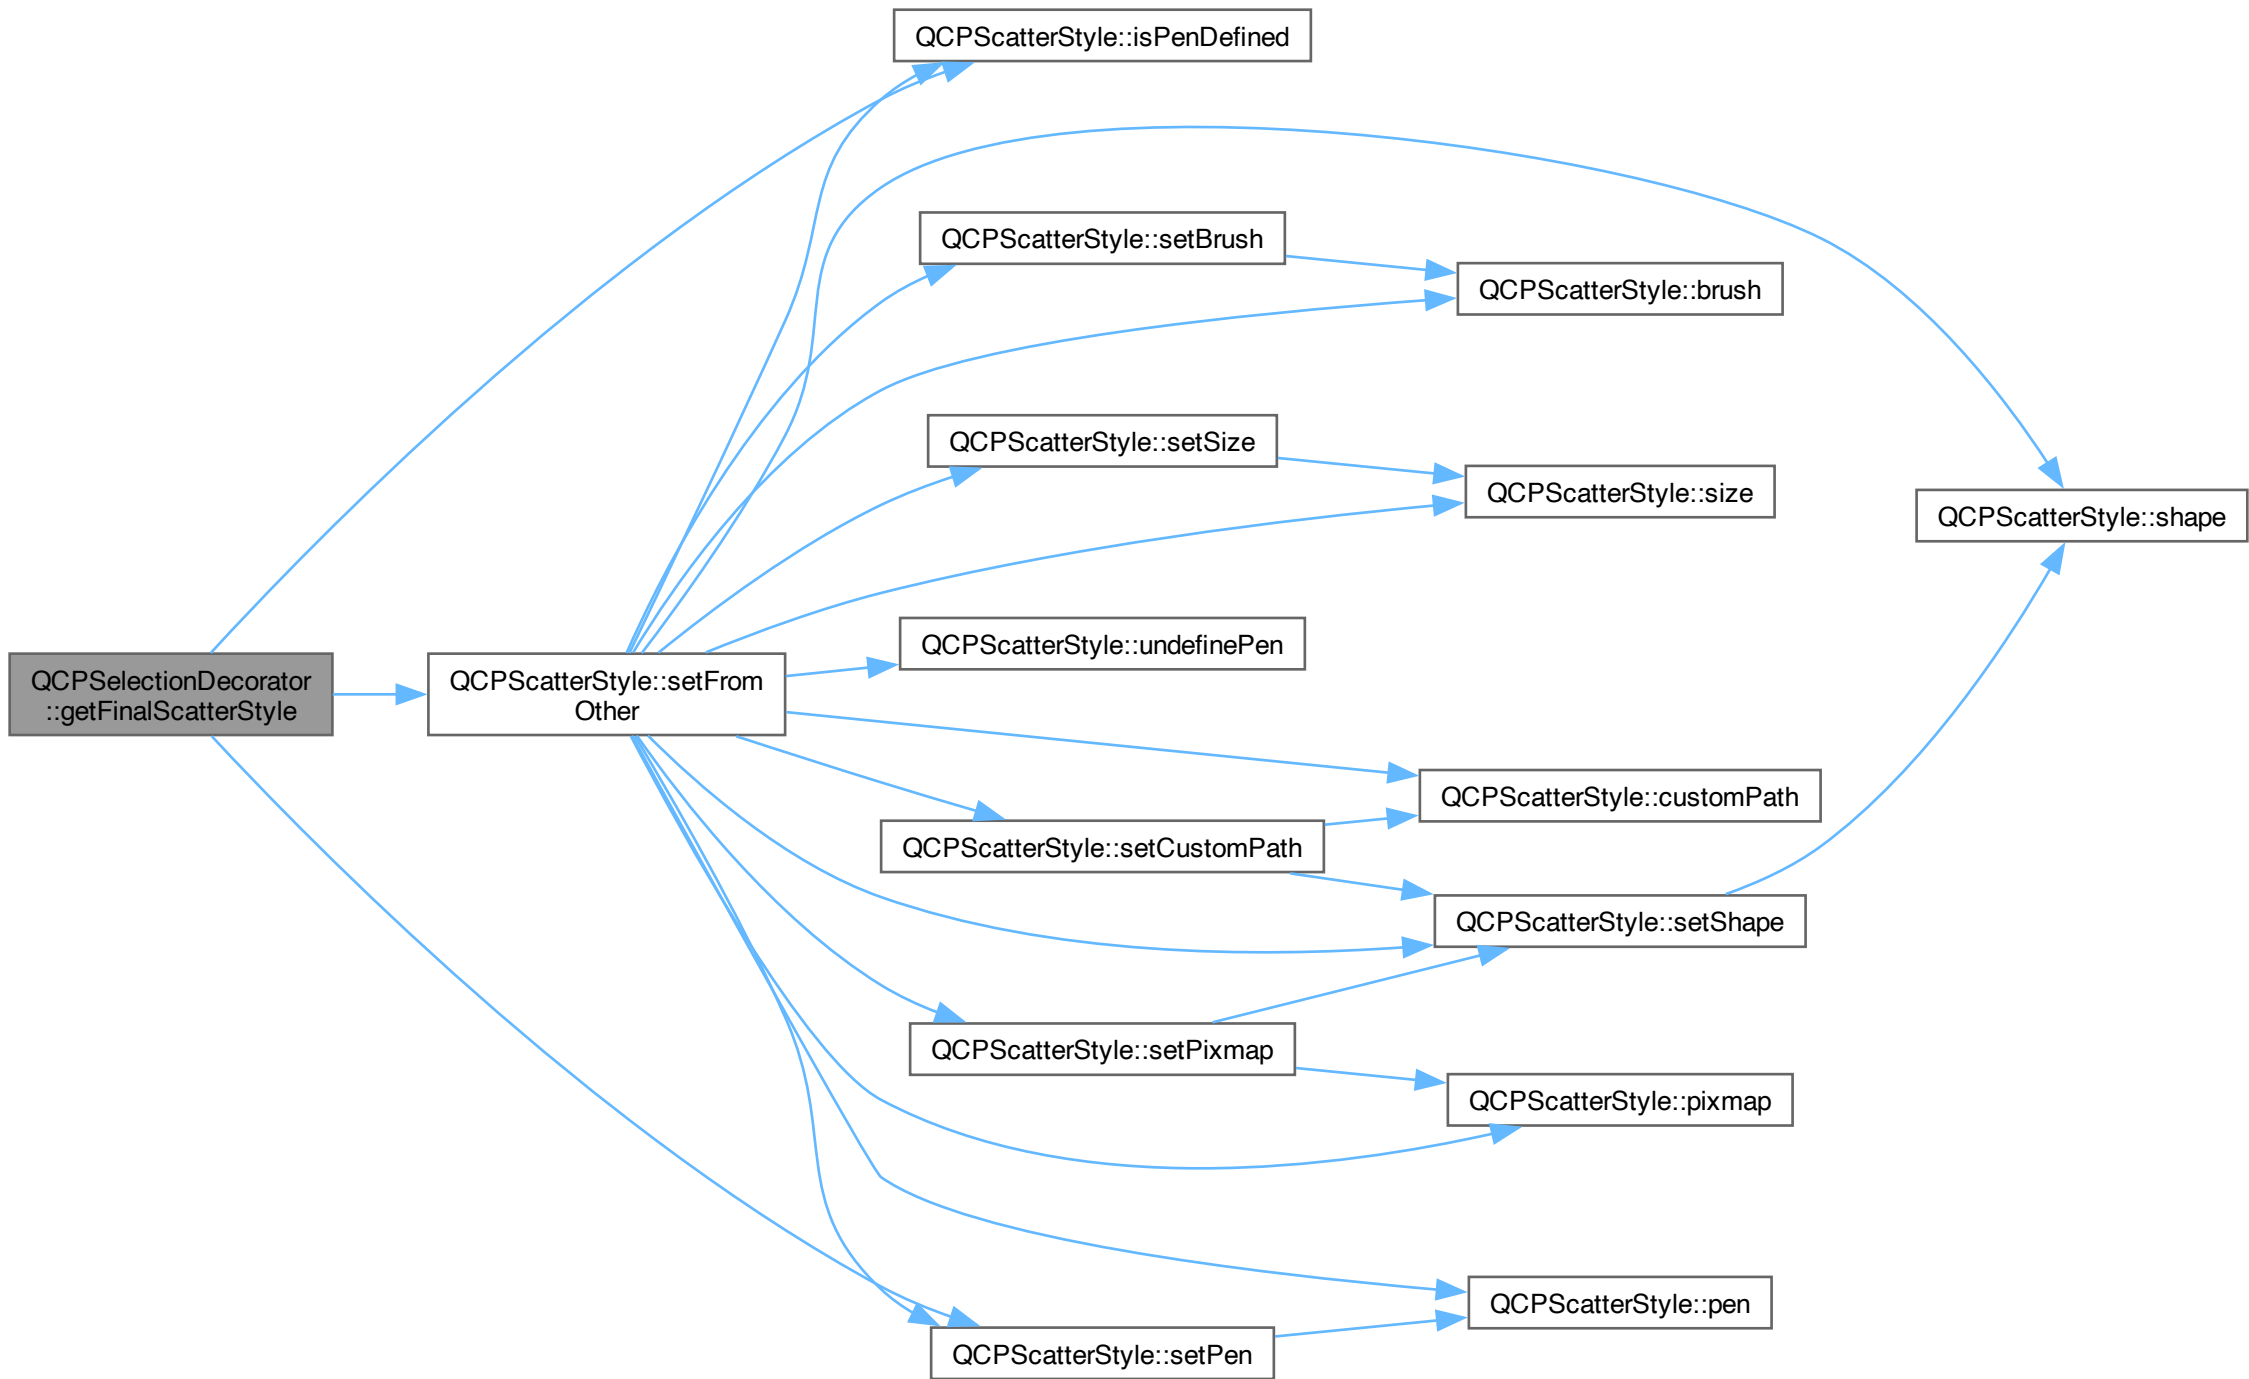 QCPScatterStyle::isPenDefined
QCPScatterStyle::setBrush
QCPScatterStyle::brush
QCPScatterStyle::setSize
QCPScatterStyle::size
QCPScatterStyle::shape
QCPScatterStyle::undefinePen
QCPSelectionDecorator
::getFinalScatterStyle
QCPScatterStyle::setFrom
Other
QCPScatterStyle::customPath
QCPScatterStyle::setCustomPath
QCPScatterStyle::setShape
QCPScatterStyle::setPixmap
QCPScatterStyle::pixmap
QCPScatterStyle::pen
QCPScatterStyle::setPen